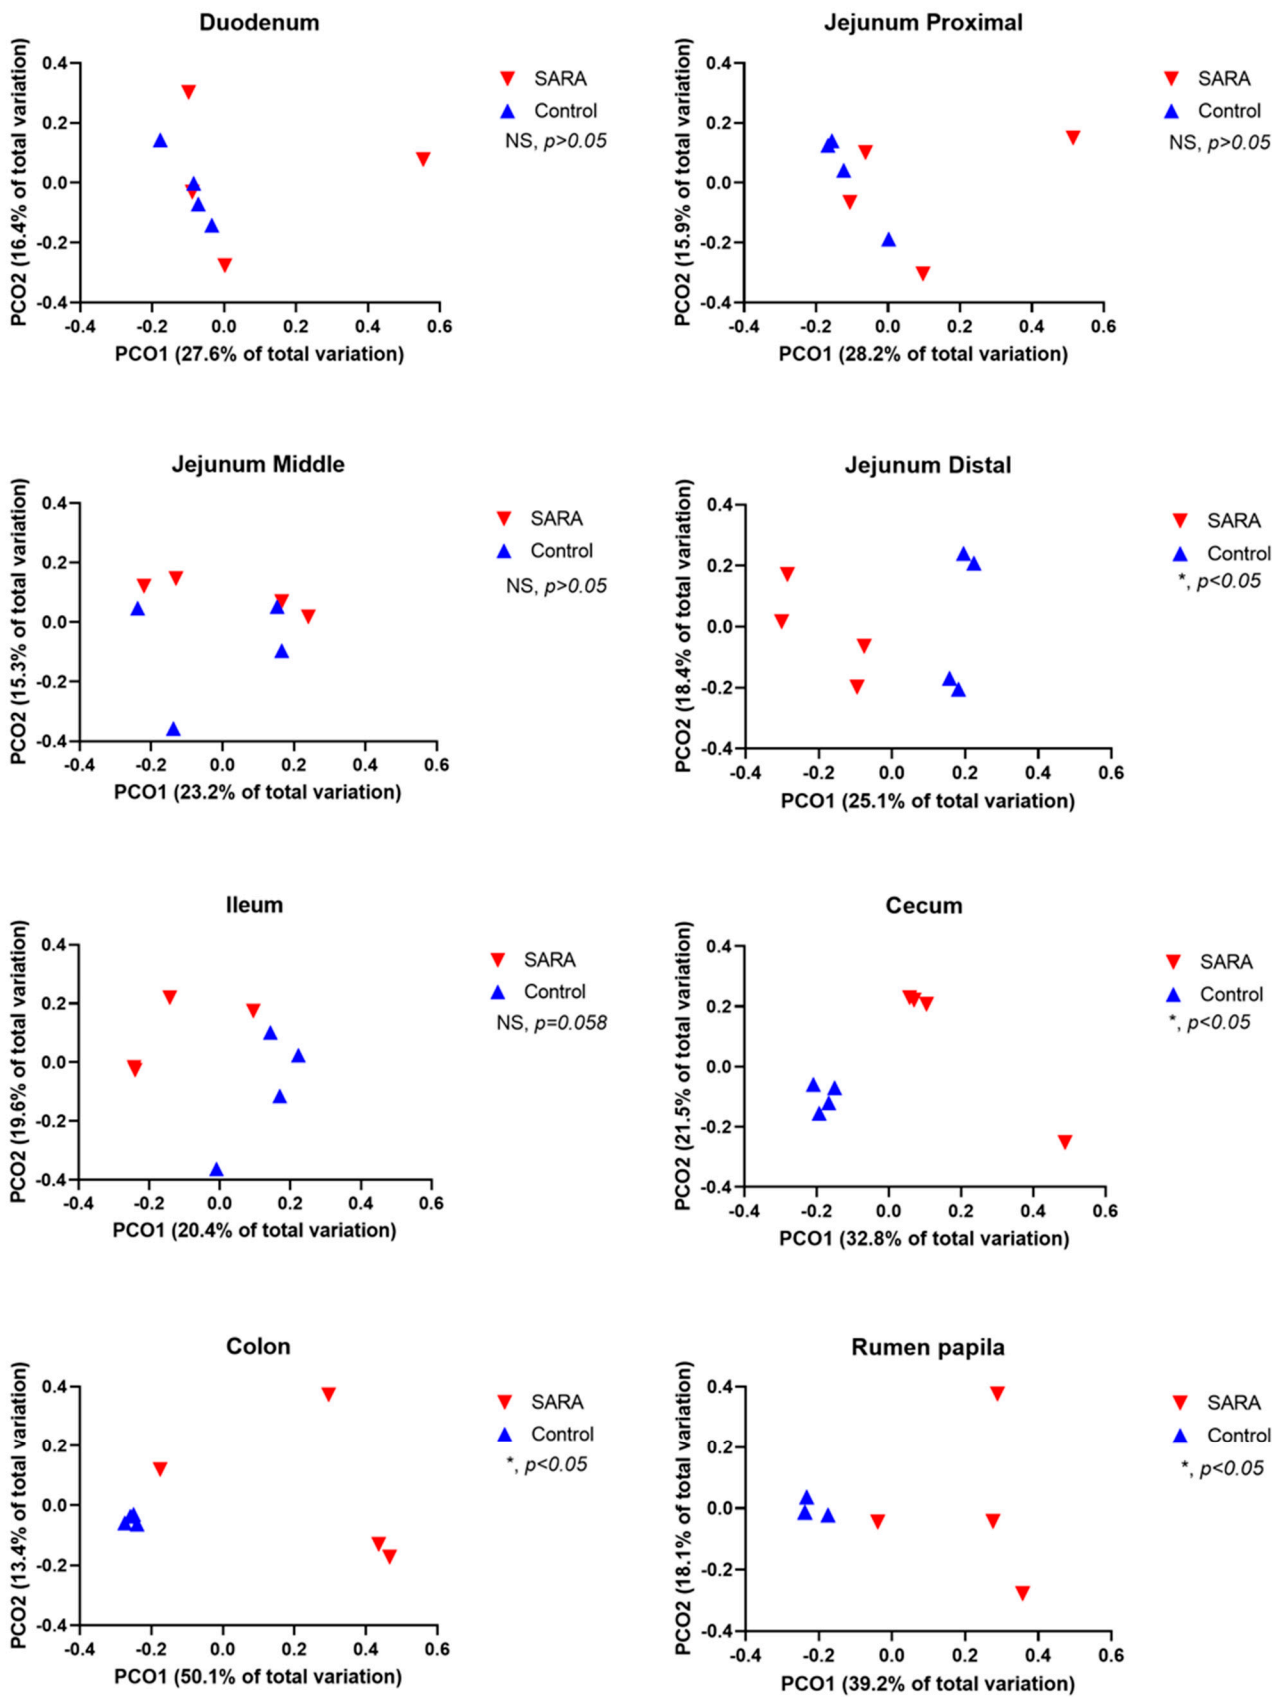 Duodenum
PCO2 (16.4% of total variation)
0.4
0.2
0.0
-0.2
-0.4
-0.4 -0.2 0.0 0.2 0.4 0.6
PCO1 (27.6% of total variation)
SARA
Control
NS, p>0.05
Jejunum Proximal
PCO2 (15.9% of total variation)
0.4
0.2
0.0
-0.2
-0.4
-0.4 -0.2 0.0 0.2 0.4 0.6
PCO1 (28.2% of total variation)
SARA
Control
NS, p>0.05
Jejunum Middle
PCO2 (15.3% of total variation)
0.4
0.2
0.0
-0.2
-0.4
-0.4 -0.2 0.0 0.2 0.4 0.6
PCO1 (23.2% of total variation)
SARA
Control
NS, p>0.05
Jejunum Distal
PCO2 (18.4% of total variation)
0.4
0.2
0.0
-0.2
-0.4
-0.4 -0.2 0.0 0.2 0.4 0.6
PCO1 (25.1% of total variation)
SARA
Control
*, p<0.05
Ileum
PCO2 (19.6% of total variation)
0.4
0.2
0.0
-0.2
-0.4
-0.4 -0.2 0.0 0.2 0.4 0.6
PCO1 (20.4% of total variation)
SARA
Control
NS, p=0.058
Cecum
PCO2 (21.5% of total variation)
0.4
0.2
0.0
-0.2
-0.4
-0.4 -0.2 0.0 0.2 0.4 0.6
PCO1 (32.8% of total variation)
SARA
Control
*, p<0.05
Colon
PCO2 (13.4% of total variation)
0.4
0.2
0.0
-0.2
-0.4
-0.4 -0.2 0.0 0.2 0.4 0.6
PCO1 (50.1% of total variation)
SARA
Control
*, p<0.05
Rumen papila
PCO2 (18.1% of total variation)
0.4
0.2
0.0
-0.2
-0.4
-0.4 -0.2 0.0 0.2 0.4 0.6
PCO1 (39.2% of total variation)
SARA
Control
*, p<0.05